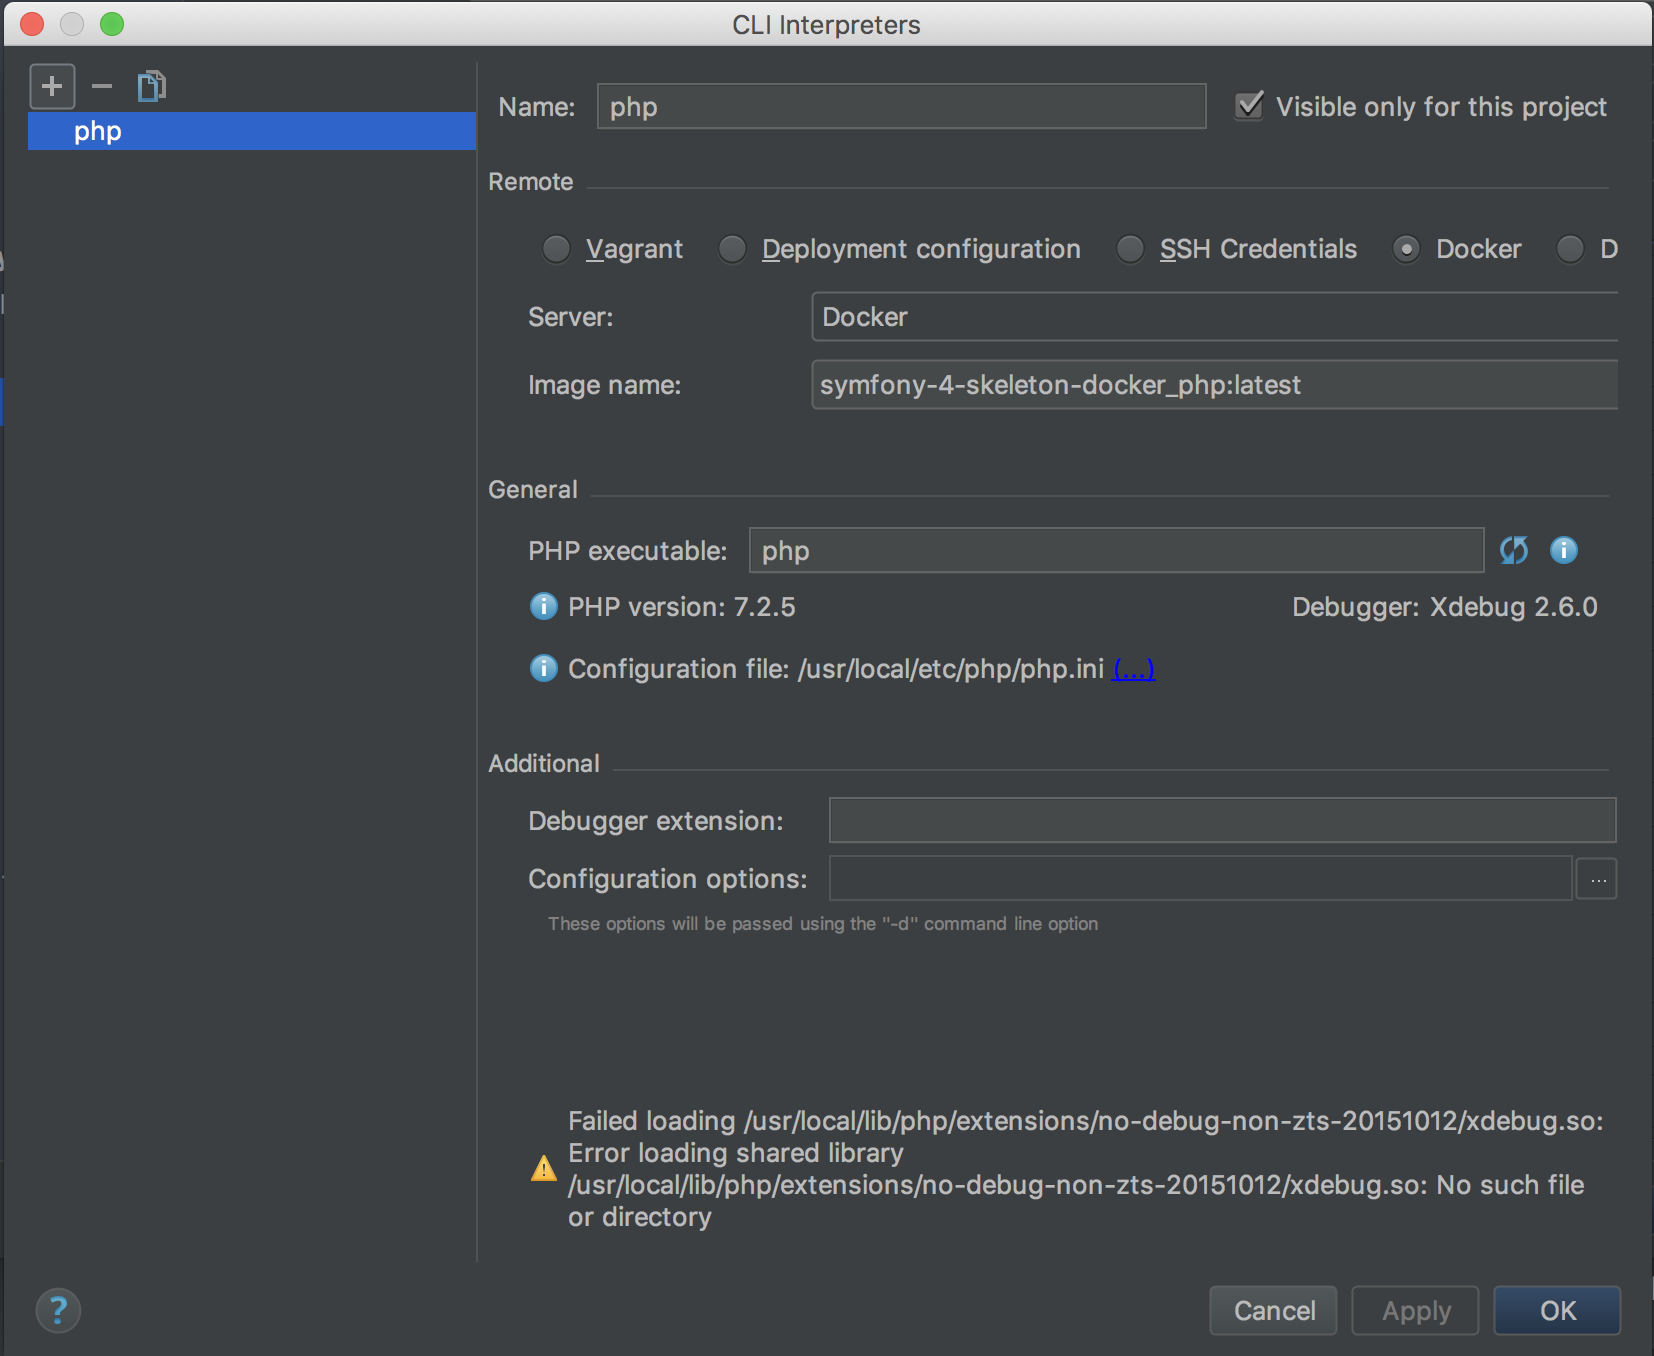 CLI Interpreters
php
Name: php Visible only for this project
Remote
Vagrant Deployment configuration SSH Credentials Docker D
Server: Docker
Image name: symfony-4-skeleton-docker_php:latest
General
PHP executable: php
PHP version: 7.2.5 Debugger: Xdebug 2.6.0
Configuration file: /usr/local/etc/php/php.ini (...)
Additional
Debugger extension:
Configuration options: ...
These options will be passed using the "-d" command line option
Failed loading /usr/local/lib/php/extensions/no-debug-non-zts-20151012/xdebug.so:
Error loading shared library
/usr/local/lib/php/extensions/no-debug-non-zts-20151012/xdebug.so: No such file
or directory
? Cancel Apply OK